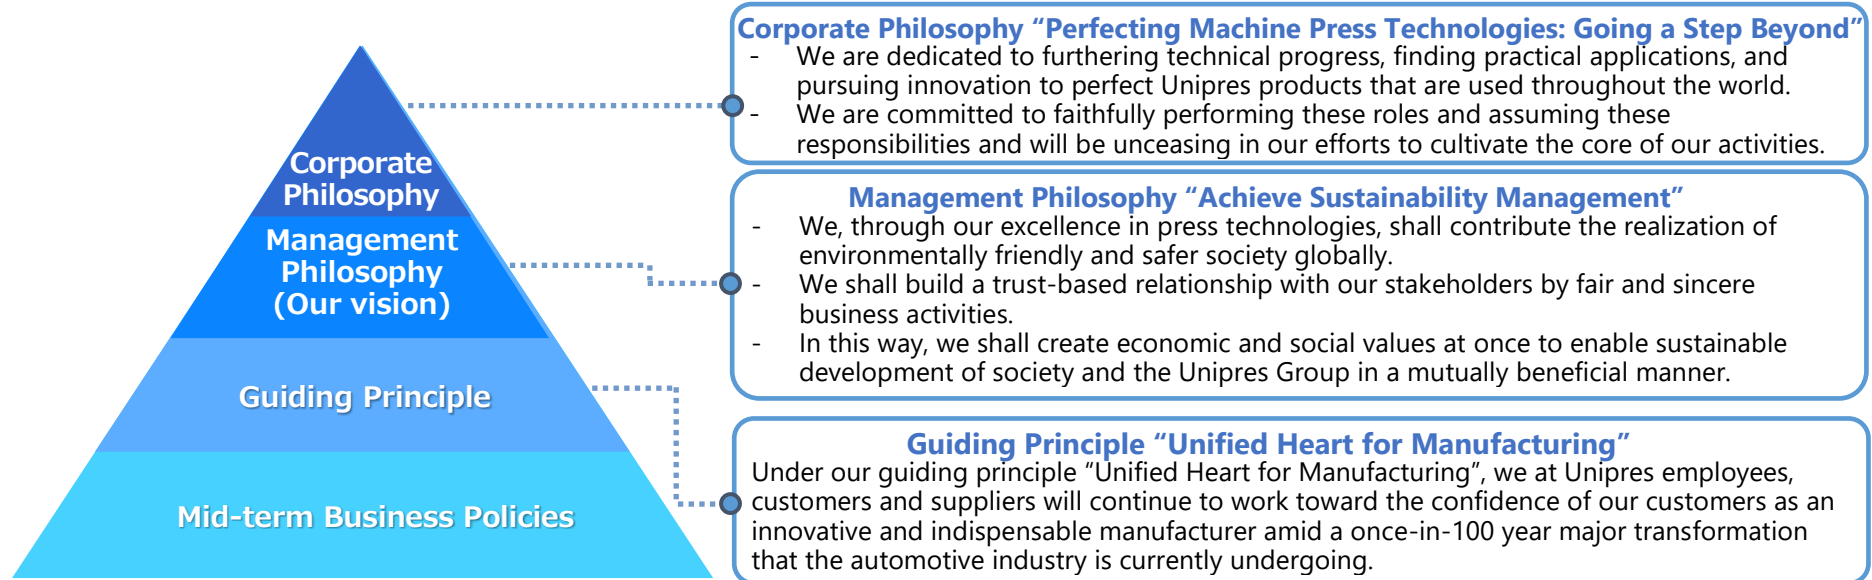 Corporate
Philosophy
Management
Philosophy
(Our vision)
Guiding Principle
Mid-term Business Policies
Corporate Philosophy “Perfecting Machine Press Technologies: Going a Step Beyond”
- We are dedicated to furthering technical progress, finding practical applications, and
pursuing innovation to perfect Unipres products that are used throughout the world.
- We are committed to faithfully performing these roles and assuming these
responsibilities and will be unceasing in our efforts to cultivate the core of our activities.
Management Philosophy “Achieve Sustainability Management”
- We, through our excellence in press technologies, shall contribute the realization of
environmentally friendly and safer society globally.
- We shall build a trust-based relationship with our stakeholders by fair and sincere
business activities.
- In this way, we shall create economic and social values at once to enable sustainable
development of society and the Unipres Group in a mutually beneficial manner.
Guiding Principle “Unified Heart for Manufacturing”
Under our guiding principle “Unified Heart for Manufacturing”, we at Unipres employees,
customers and suppliers will continue to work toward the confidence of our customers as an
innovative and indispensable manufacturer amid a once-in-100 year major transformation
that the automotive industry is currently undergoing.